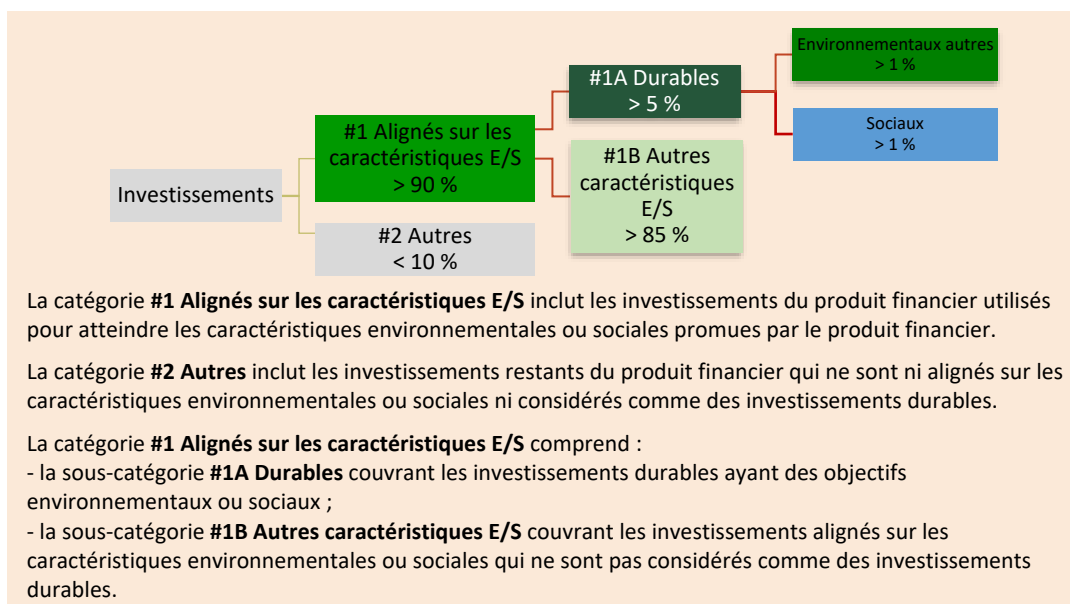 Investissements
#1 Alignés sur les
caractéristiques E/S
> 90 %
#2 Autres
< 10 %
#1A Durables
> 5 %
#1B Autres
caractéristiques
E/S
> 85 %
Environnementaux autres
> 1 %
Sociaux
> 1 %
La catégorie #1 Alignés sur les caractéristiques E/S inclut les investissements du produit financier utilisés
pour atteindre les caractéristiques environnementales ou sociales promues par le produit financier.
La catégorie #2 Autres inclut les investissements restants du produit financier qui ne sont ni alignés sur les
caractéristiques environnementales ou sociales ni considérés comme des investissements durables.
La catégorie #1 Alignés sur les caractéristiques E/S comprend :
- la sous-catégorie #1A Durables couvrant les investissements durables ayant des objectifs
environnementaux ou sociaux ;
- la sous-catégorie #1B Autres caractéristiques E/S couvrant les investissements alignés sur les
caractéristiques environnementales ou sociales qui ne sont pas considérés comme des investissements
durables.